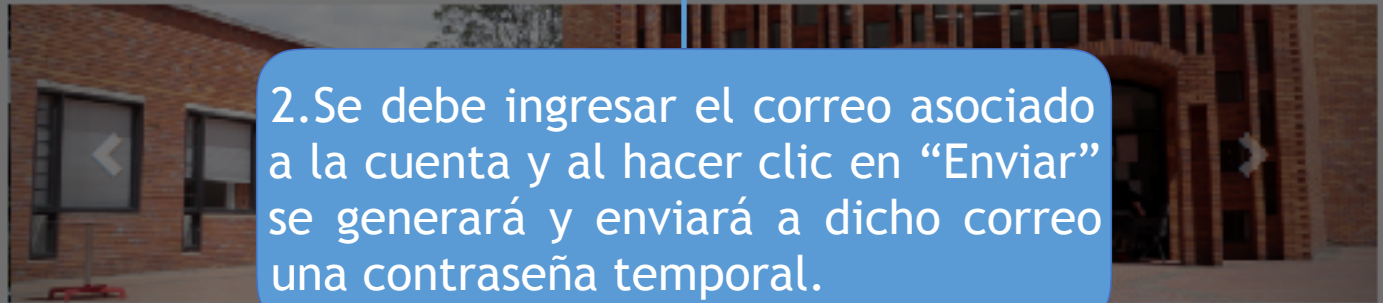 2.Se debe ingresar el correo asociado
a la cuenta y al hacer clic en “Enviar”
se generará y enviará a dicho correo
una contraseña temporal.